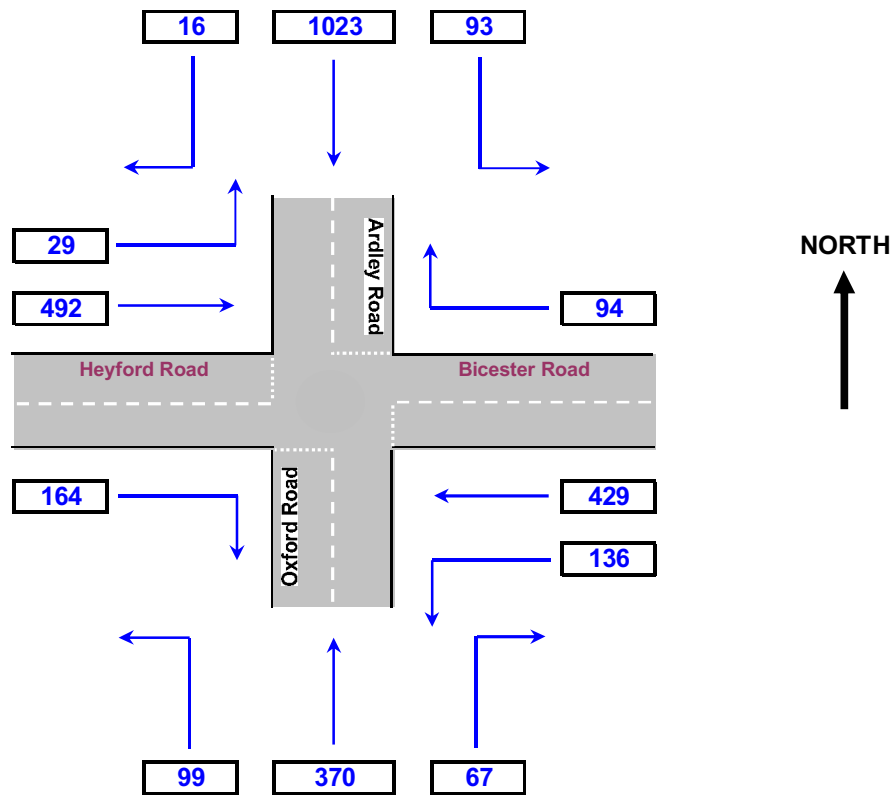 16 1023 93
29
Ardley Road
NORTH
492
94
Heyford Road
Bicester Road
164
Oxford Road
429
136
99 370 67